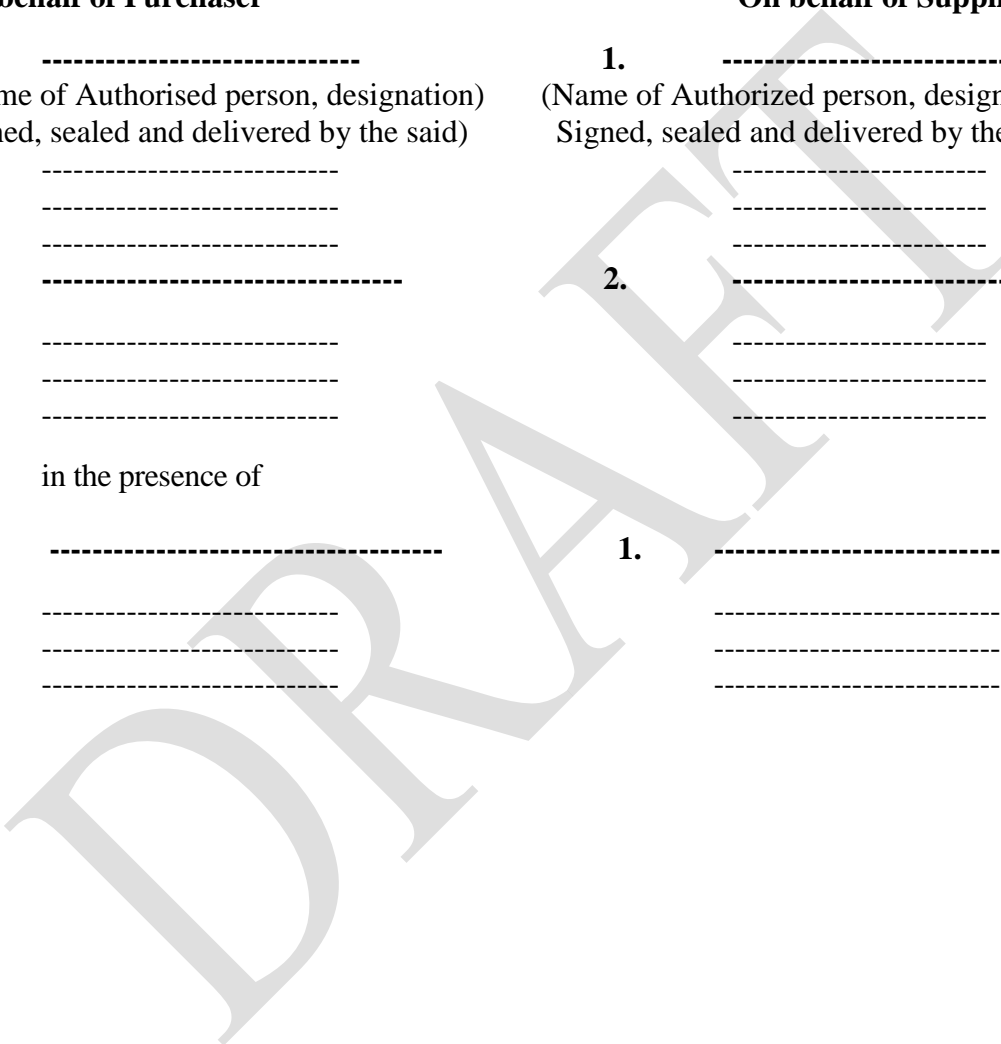 behalf of Purchaser On behalf of Suppli
------------------------------ 1. --------------------------
me of Authorised person, designation) (Name of Authorized person, design
ned, sealed and delivered by the said) Signed, sealed and delivered by the
---------------------------- ------------------------
---------------------------- ------------------------
---------------------------- ------------------------
---------------------------------- 2. -------------------------
---------------------------- ------------------------
---------------------------- ------------------------
---------------------------- ------------------------
in the presence of
------------------------------------- 1. ---------------------------
---------------------------- ---------------------------
---------------------------- ---------------------------
---------------------------- ---------------------------
DRAFT